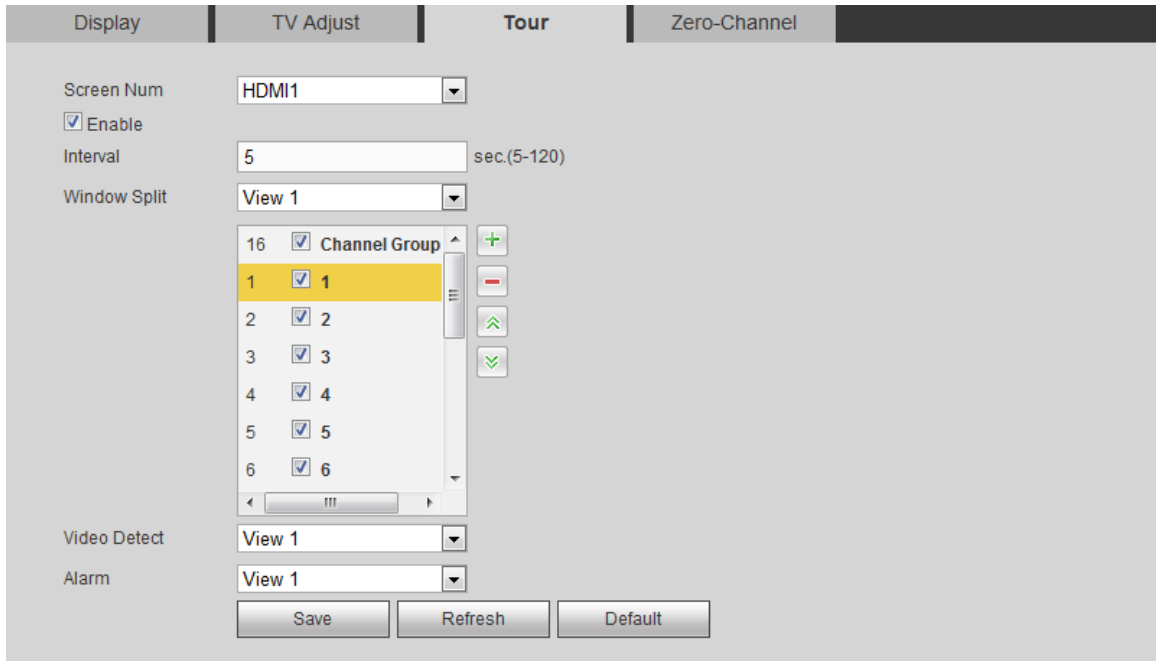 Display TV Adjust Tour Zero-Channel
Screen Num HDMI1
Enable
Interval 5 sec.(5-120)
Window Split View 1
16 Channel Group
1 1
2 2
3 3
4 4
5 5
6 6
Video Detect View 1
Alarm View 1
Save Refresh Default